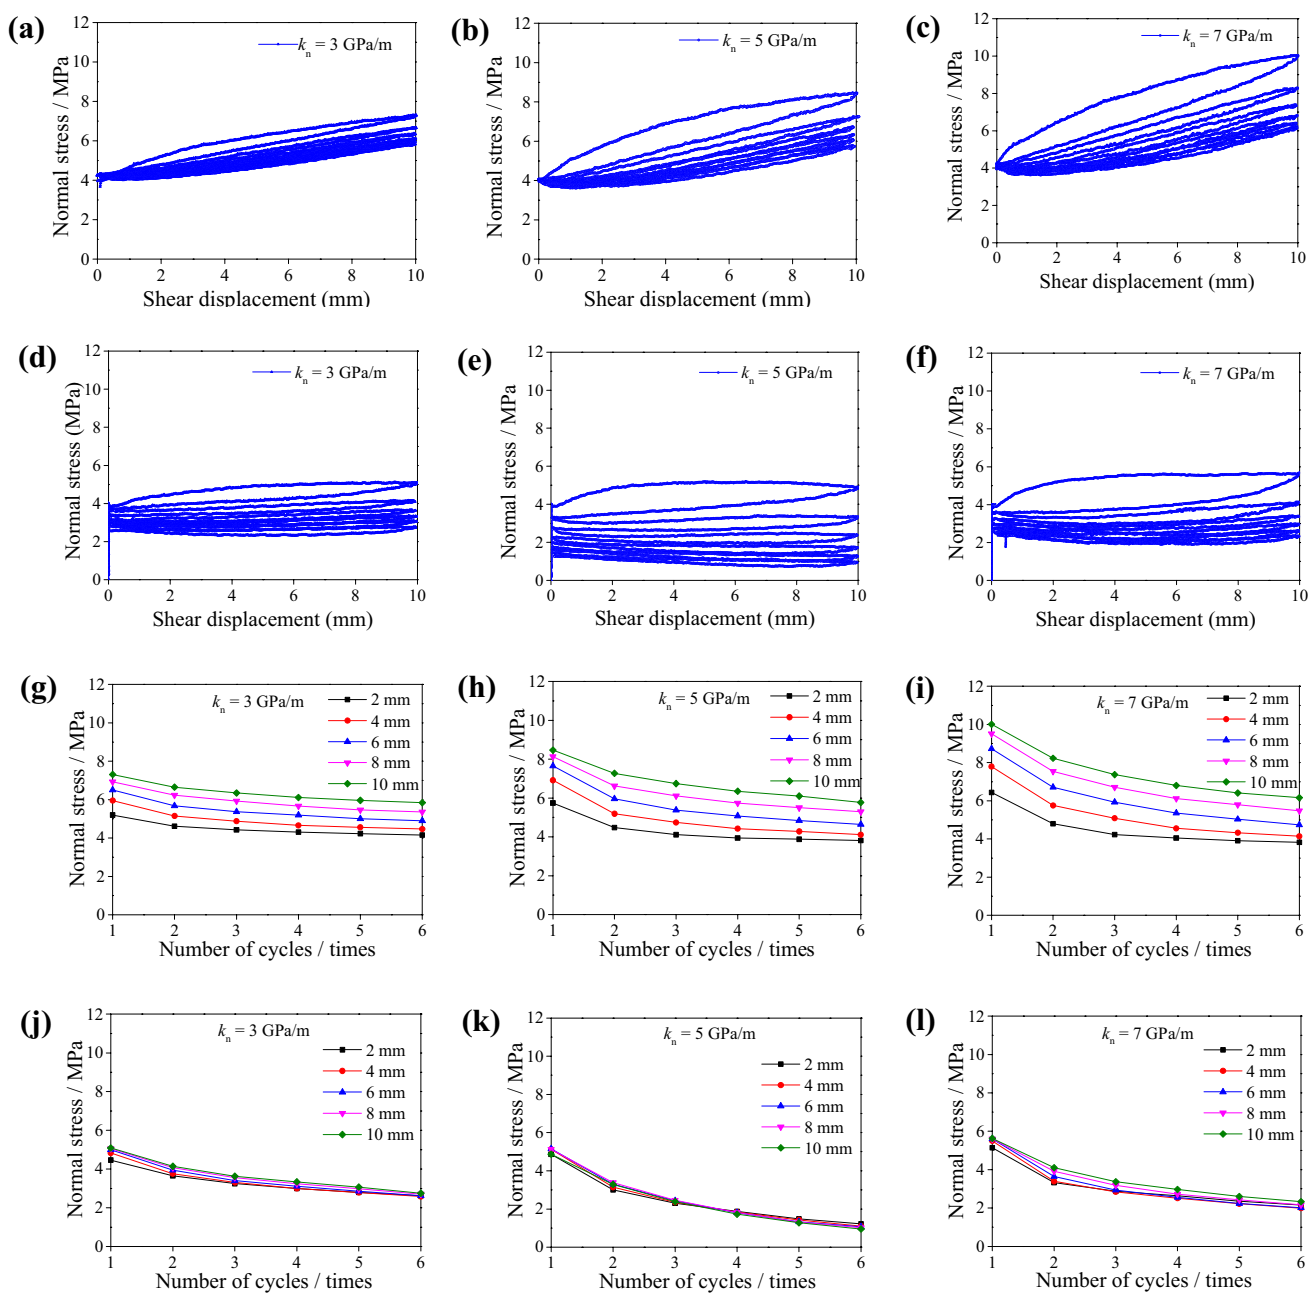 (a)
Normal stress / MPa
12
10
8
6
4
2
0
kn = 3 GPa/m
0 2 4 6 8 10
Shear displacement (mm)
(b)
Normal stress / MPa
12
10
8
6
4
2
0
kn = 5 GPa/m
0 2 4 6 8 10
Shear displacement (mm)
(c)
Normal stress / MPa
12
10
8
6
4
2
0
kn = 7 GPa/m
0 2 4 6 8 10
Shear displacement (mm)
(d)
Normal stress (MPa)
12
10
8
6
4
2
0
kn = 3 GPa/m
0 2 4 6 8 10
Shear displacement (mm)
(e)
Normal stress / MPa
12
10
8
6
4
2
0
kn = 5 GPa/m
0 2 4 6 8 10
Shear displacement (mm)
(f)
Normal stress / MPa
12
10
8
6
4
2
0
kn = 7 GPa/m
0 2 4 6 8 10
Shear displacement (mm)
(g)
Normal stress / MPa
12
10
8
6
4
2
0
kn = 3 GPa/m
2 mm
4 mm
6 mm
8 mm
10 mm
1 2 3 4 5 6
Number of cycles / times
(h)
Normal stress / MPa
12
10
8
6
4
2
0
kn = 5 GPa/m
2 mm
4 mm
6 mm
8 mm
10 mm
1 2 3 4 5 6
Number of cycles / times
(i)
Normal stress / MPa
12
10
8
6
4
2
0
kn = 7 GPa/m
2 mm
4 mm
6 mm
8 mm
10 mm
1 2 3 4 5 6
Number of cycles / times
(j)
Normal stress / MPa
12
10
8
6
4
2
0
kn = 3 GPa/m
2 mm
4 mm
6 mm
8 mm
10 mm
1 2 3 4 5 6
Number of cycles / times
(k)
Normal stress / MPa
12
10
8
6
4
2
0
kn = 5 GPa/m
2 mm
4 mm
6 mm
8 mm
10 mm
1 2 3 4 5 6
Number of cycles / times
(l)
Normal stress / MPa
12
10
8
6
4
2
0
kn = 7 GPa/m
2 mm
4 mm
6 mm
8 mm
10 mm
1 2 3 4 5 6
Number of cycles / times